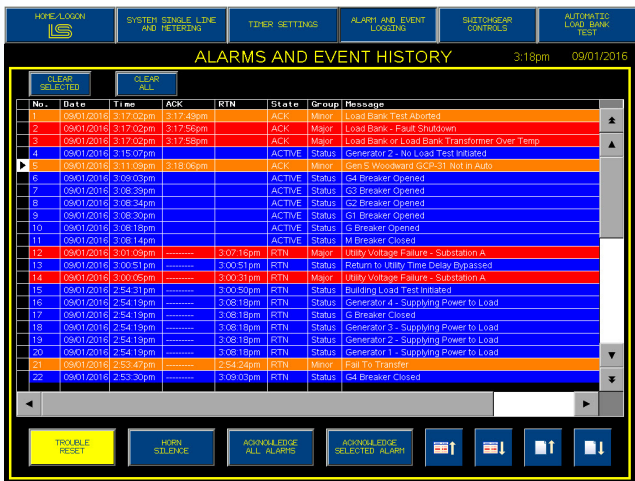 HOME/LOGON
LS
SYSTEM SINGLE LINE
AND METERING
TIMER SETTINGS
ALARM AND EVENT
LOGGING
SWITCHGEAR
CONTROLS
AUTOMATIC
LOAD BANK
TEST
ALARMS AND EVENT HISTORY 3:18pm 09/01/2016
CLEAR
SELECTED
CLEAR
ALL
No. Date Time ACK RTN State Group Message
1 09/01/2016 3:17:02pm 3:17:49pm ACK Minor Load Bank Test Aborted
2 09/01/2016 3:17:02pm 3:17:56pm ACK Major Load Bank - Fault Shutdown
3 09/01/2016 3:17:02pm 3:17:58pm ACK Major Load Bank or Load Bank Transformer Over Temp
4 09/01/2016 3:15:07pm ACTIVE Status Generator 2 - No Load Test Initiated
5 09/01/2016 3:11:09pm 3:18:06pm ACK Minor Gen 5 Woodward GCP-31 Not in Auto
6 09/01/2016 3:09:03pm ACTIVE Status G4 Breaker Opened
7 09/01/2016 3:08:39pm ACTIVE Status G3 Breaker Opened
8 09/01/2016 3:08:34pm ACTIVE Status G2 Breaker Opened
9 09/01/2016 3:08:30pm ACTIVE Status G1 Breaker Opened
10 09/01/2016 3:08:18pm ACTIVE Status G Breaker Opened
11 09/01/2016 3:08:14pm ACTIVE Status M Breaker Closed
12 09/01/2016 3:01:09pm --------- 3:07:16pm RTN Major Utility Voltage Failure - Substation A
13 09/01/2016 3:00:51pm --------- 3:00:51pm RTN Status Return to Utility Time Delay Bypassed
14 09/01/2016 3:00:05pm --------- 3:00:31pm RTN Major Utility Voltage Failure - Substation A
15 09/01/2016 2:54:31pm --------- 3:00:50pm RTN Status Building Load Test Initiated
16 09/01/2016 2:54:19pm --------- 3:08:18pm RTN Status Generator 4 - Supplying Power to Load
17 09/01/2016 2:54:19pm --------- 3:08:18pm RTN Status G Breaker Closed
18 09/01/2016 2:54:19pm --------- 3:08:18pm RTN Status Generator 3 - Supplying Power to Load
19 09/01/2016 2:54:19pm --------- 3:08:18pm RTN Status Generator 2 - Supplying Power to Load
20 09/01/2016 2:54:19pm --------- 3:08:18pm RTN Status Generator 1 - Supplying Power to Load
21 09/01/2016 2:53:47pm --------- 2:54:24pm RTN Minor Fail To Transfer
22 09/01/2016 2:53:30pm --------- 3:09:03pm RTN Status G4 Breaker Closed
TROUBLE
RESET
HORN
SILENCE
ACKNOWLEDGE
ALL ALARMS
ACKNOWLEDGE
SELECTED ALARM